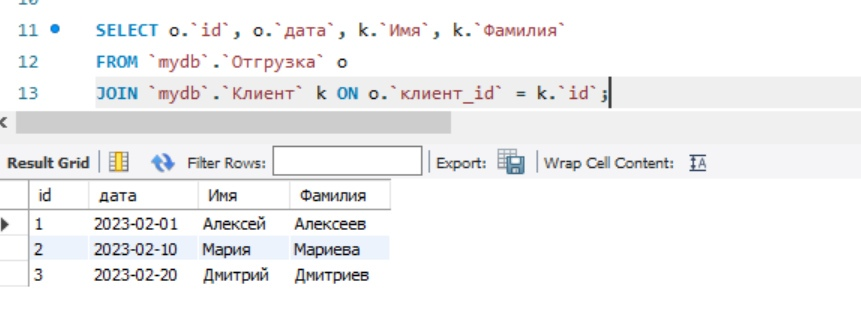 11 SELECT o.`id`, o.`дата`, k.`Имя`, k.`Фамилия`
12 FROM `mydb`.`Отгрузка` o
13 JOIN `mydb`.`Клиент` k ON o.`клиент_id` = k.`id`;
Result Grid Filter Rows: Export: Wrap Cell Content:
id дата Имя Фамилия
1 2023-02-01 Алексей Алексеев
2 2023-02-10 Мария Мариева
3 2023-02-20 Дмитрий Дмитриев